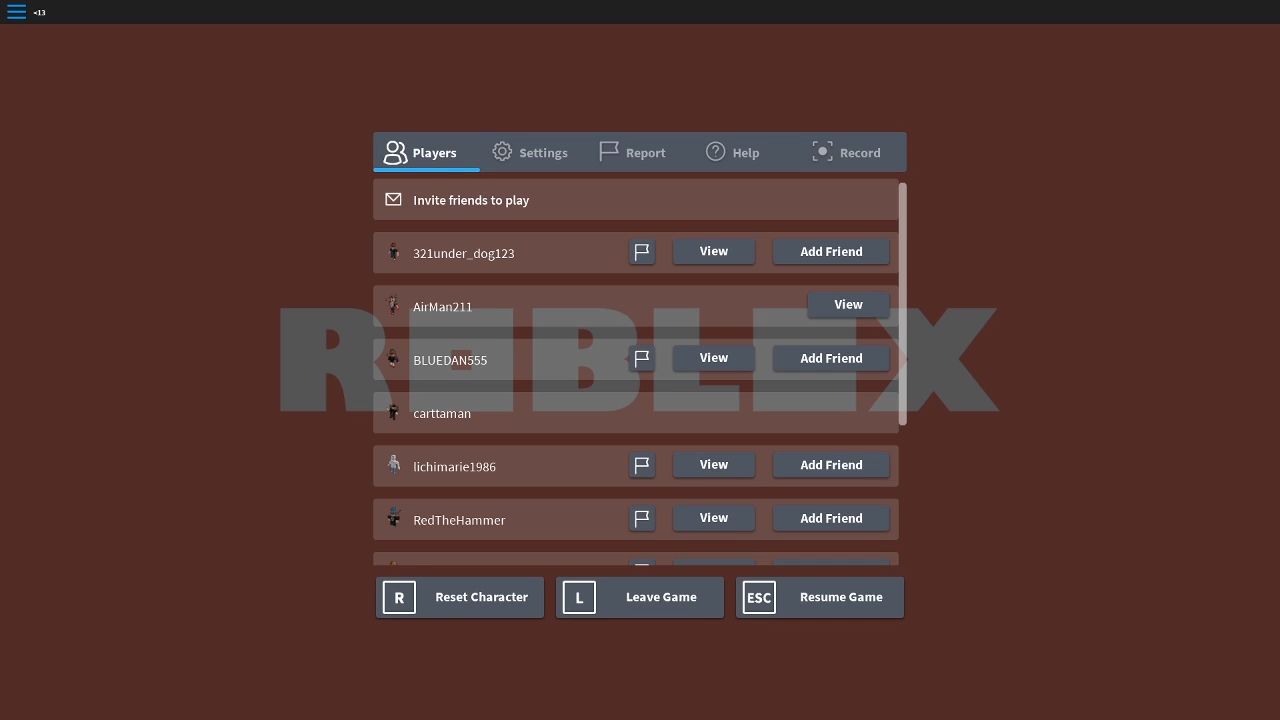 <13
Players Settings Report Help Record
Invite friends to play
321under_dog123 View Add Friend
AirMan211 View
BLUEDAN555 View Add Friend
ROBLOX
carttaman
lichimarie1986 View Add Friend
RedTheHammer View Add Friend
R Reset Character L Leave Game ESC Resume Game